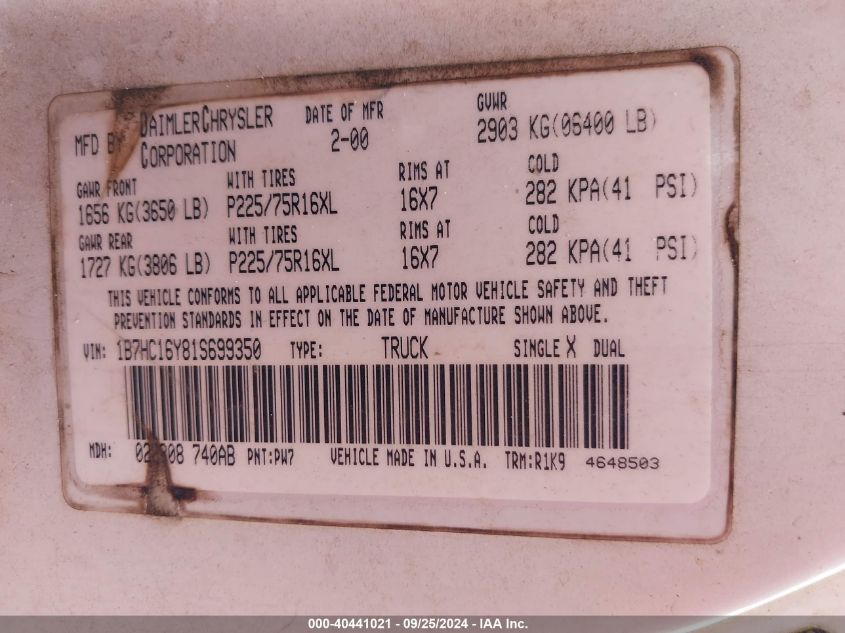 MFD BY DAIMLERCHRYSLER CORPORATION DATE OF MFR 2-00 GVWR 2903 KG(06400 LB)
GAWR FRONT WITH TIRES RIMS AT COLD
1656 KG(3650 LB) P225/75R16XL 16X7 282 KPA(41 PSI)
GAWR REAR WITH TIRES RIMS AT COLD
1727 KG(3806 LB) P225/75R16XL 16X7 282 KPA(41 PSI)
THIS VEHICLE CONFORMS TO ALL APPLICABLE FEDERAL MOTOR VEHICLE SAFETY AND THEFT
PREVENTION STANDARDS IN EFFECT ON THE DATE OF MANUFACTURE SHOWN ABOVE.
VIN: 1B7HC16Y81S699350 TYPE: TRUCK SINGLE X DUAL
MDH: 740AB PNT:PW7 VEHICLE MADE IN U.S.A. TRM:R1K9 4648503
000-40441021 - 09/25/2024 - IAA Inc.